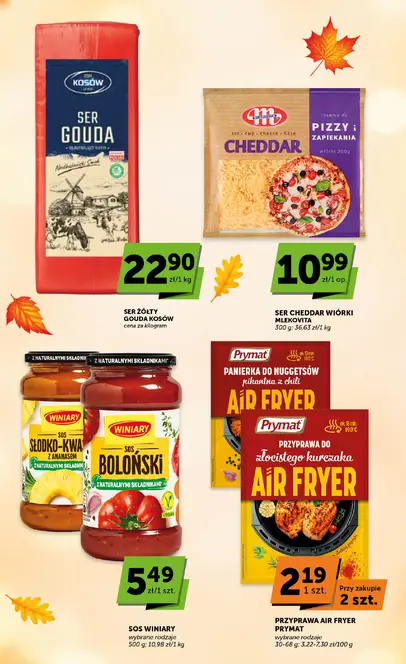 KOSÓW
SER
GOUDA
22 90
zł/1 kg
SER ŻÓŁTY
GOUDA KOSÓW
cena za kilogram
CHEDDAR
PIZZY i
ZAPIEKANIA
10 99
zł/1 op.
SER CHEDDAR WIÓRKI
MLEKOVITA
300 g; 36,63 zł/1 kg
Z NATURALNYMI SKŁADNIKAMI
WINIARY
SOS
SŁODKO-KWA
Z ANANASEM
Z NATURALNYMI SKŁADNIK
Z NATURALNYMI SKŁADNIKAMI
WINIARY
SOS
BOLOŃSKI
Z NATURALNYMI SKŁADNIKAMI
5 49
zł/1 szt.
SOS WINIARY
wybrane rodzaje
500 g; 10,98 zł/1 kg
Prymat
PANIERKA DO NUGGETSÓW
pikantna z chili
AIR FRYER
Prymat
PRZYPRAWA DO
złocistego kurczaka
AIR FRYER
2 19
zł/1 szt.
Przy zakupie
2 szt.
PRZYPRAWA AIR FRYER
PRYMAT
wybrane rodzaje
30-68 g; 3,22-7,30 zł/100 g